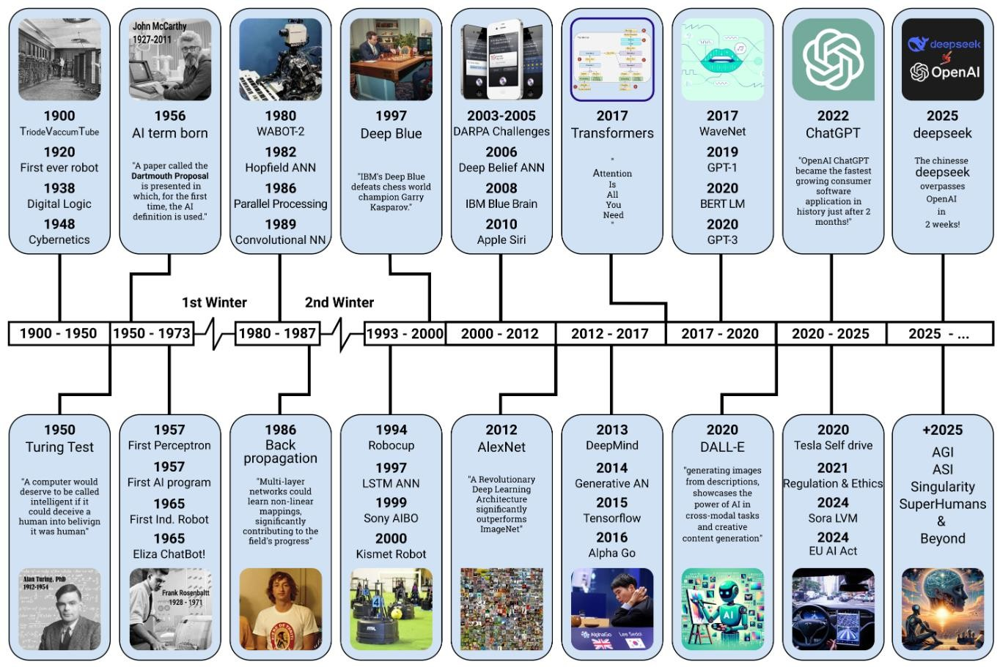 John McCarthy
1927-2011
deepseek
OpenAI
1900
TriodeVaccumTube
1920
First ever robot
1938
Digital Logic
1948
Cybernetics
1956
AI term born
"A paper called the
Dartmouth Proposal
is presented in
which, for the first
time, the AI
definition is used."
1980
WABOT-2
1982
Hopfield ANN
1986
Parallel Processing
1989
Convolutional NN
1997
Deep Blue
"IBM's Deep Blue
defeats chess world
champion Garry
Kasparov."
2003-2005
DARPA Challenges
2006
Deep Belief ANN
2008
IBM Blue Brain
2010
Apple Siri
2017
Transformers
"
Attention
Is
All
You
Need
"
2017
WaveNet
2019
GPT-1
2020
BERT LM
2020
GPT-3
2022
ChatGPT
"OpenAI ChatGPT
became the fastest
growing consumer
software
application in
history just after 2
months!"
2025
deepseek
The chinesse
deepseek
overpasses
OpenAI
in
2 weeks!
1st Winter
2nd Winter
1900 - 1950
1950 - 1973
1980 - 1987
1993 - 2000
2000 - 2012
2012 - 2017
2017 - 2020
2020 - 2025
2025 - ...
1950
Turing Test
"A computer would
deserve to be called
intelligent if it
could deceive a
human into belivign
it was human"
Alan Turing, PhD
1912-1954
1957
First Perceptron
1957
First AI program
1965
First Ind. Robot
1965
Eliza ChatBot!
Frank Rosenbaltt
1928 - 1971
1986
Back
propagation
"Multi-layer
networks could
learn non-linear
mappings,
significantly
contributing to the
field's progress"
1994
Robocup
1997
LSTM ANN
1999
Sony AIBO
2000
Kismet Robot
4
2012
AlexNet
"A Revolutionary
Deep Learning
Architecture
significantly
outperforms
ImageNet"
2013
DeepMind
2014
Generative AN
2015
Tensorflow
2016
Alpha Go
AlphaGo
Lee Sedol
2020
DALL-E
"generating images
from descriptions,
showcases the
power of AI in
cross-modal tasks
and creative
content generation"
AI
2020
Tesla Self drive
2021
Regulation & Ethics
2024
Sora LVM
2024
EU AI Act
+2025
AGI
ASI
Singularity
SuperHumans
&
Beyond